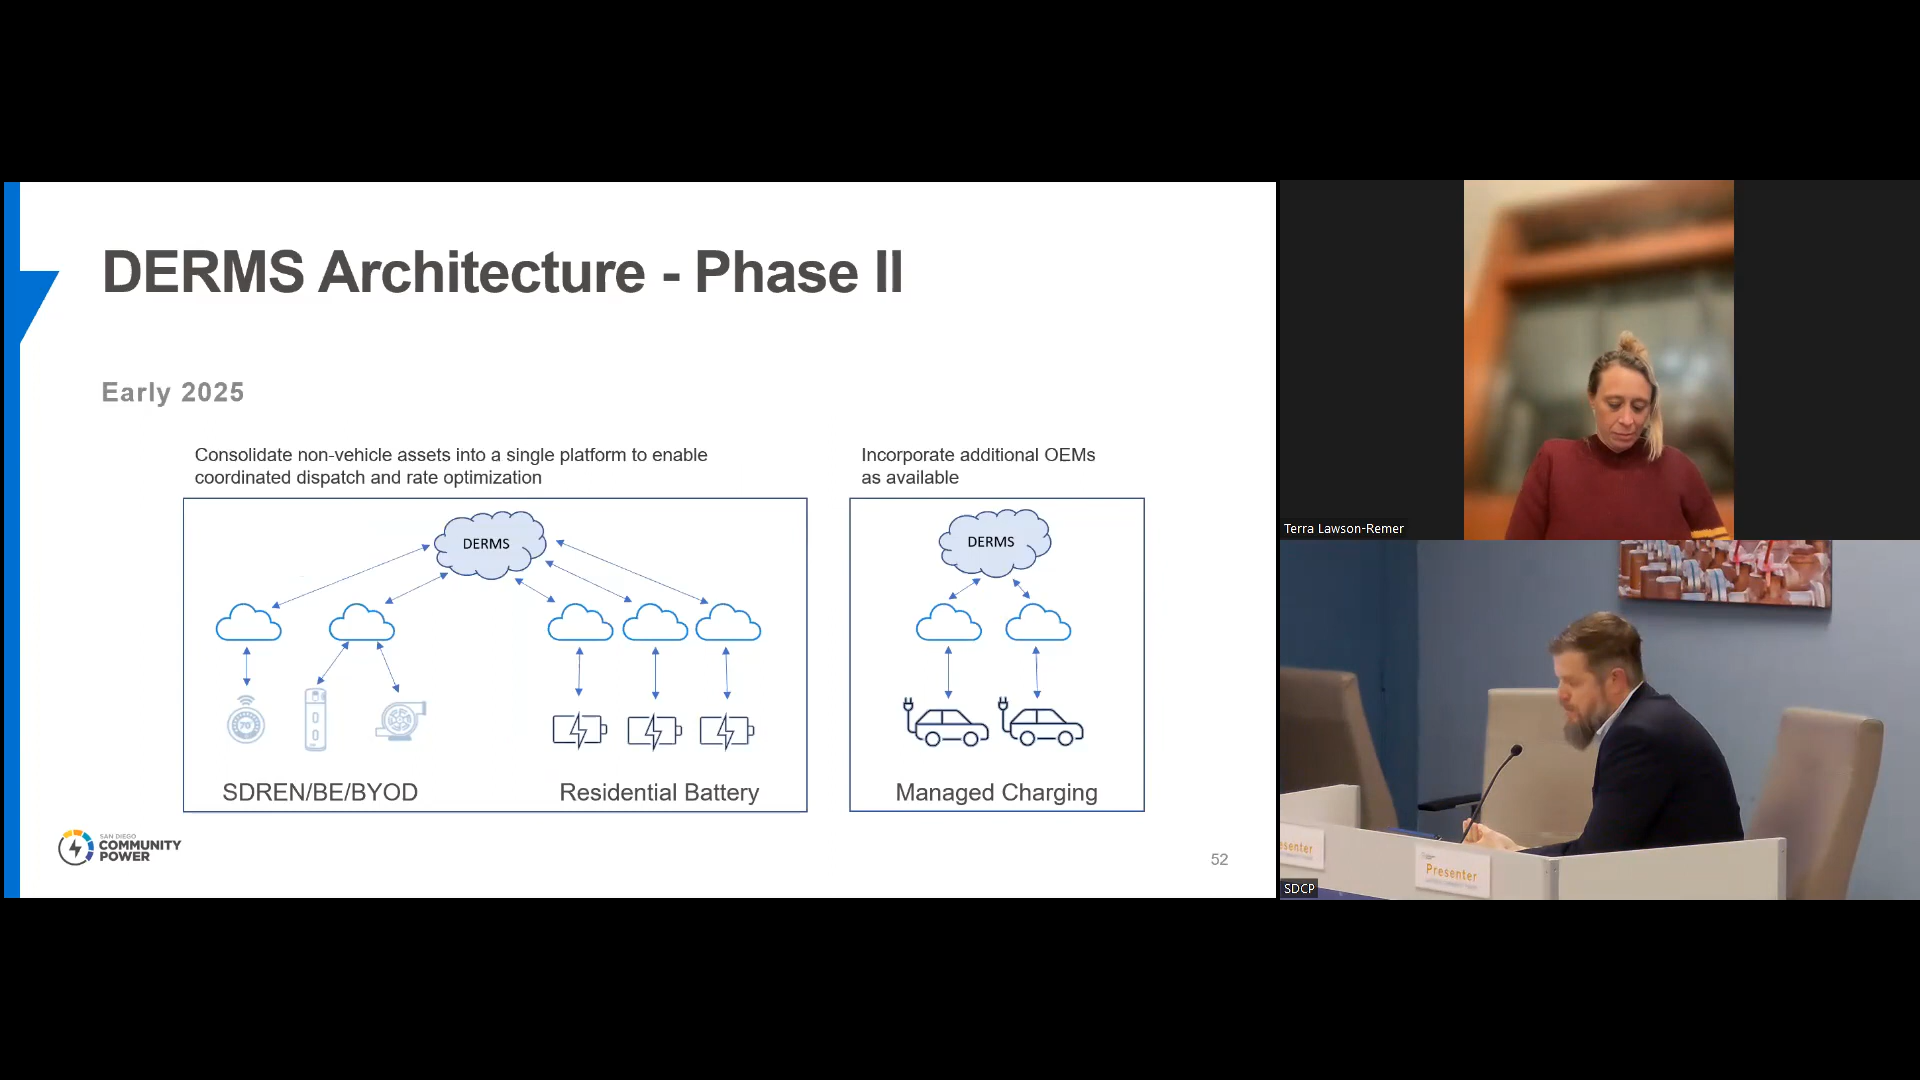 DERMS Architecture - Phase II
Early 2025
Consolidate non-vehicle assets into a single platform to enable
coordinated dispatch and rate optimization
Incorporate additional OEMs
as available
DERMS
DERMS
70°
SDREN/BE/BYOD
Residential Battery
Managed Charging
SAN DIEGO
COMMUNITY
POWER
52
Terra Lawson-Remer
Presenter
SDCP